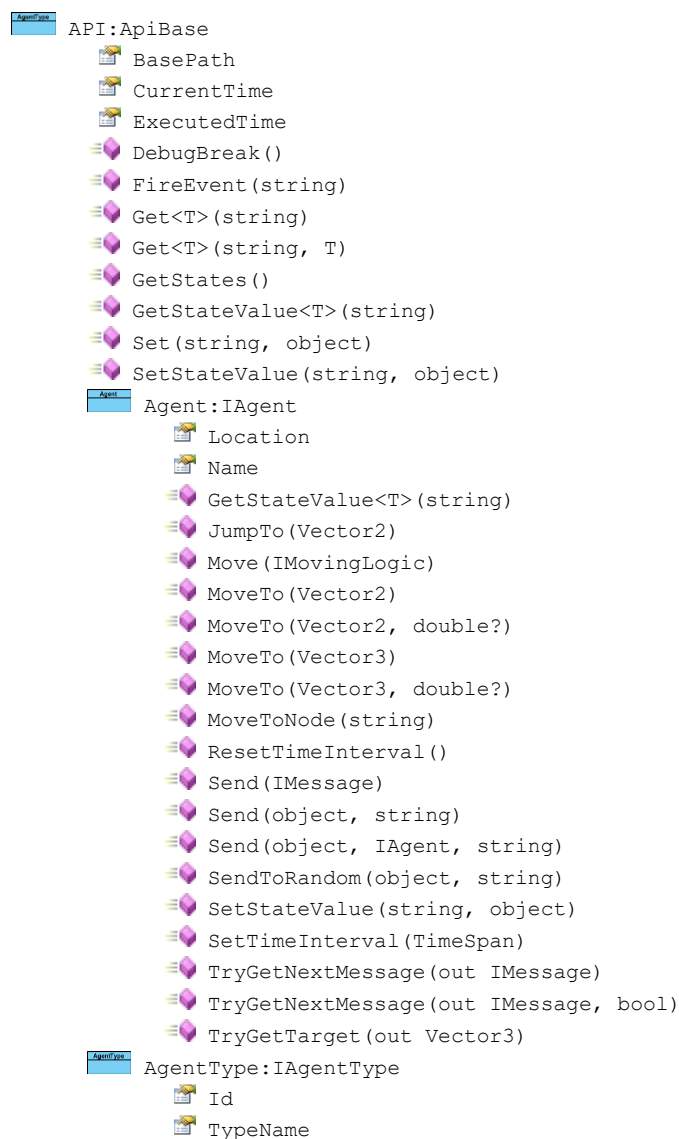 AgentType
API:ApiBase
BasePath
CurrentTime
ExecutedTime
DebugBreak()
FireEvent(string)
Get<T>(string)
Get<T>(string, T)
GetStates()
GetStateValue<T>(string)
Set(string, object)
SetStateValue(string, object)
Agent
Agent:IAgent
Location
Name
GetStateValue<T>(string)
JumpTo(Vector2)
Move(IMovingLogic)
MoveTo(Vector2)
MoveTo(Vector2, double?)
MoveTo(Vector3)
MoveTo(Vector3, double?)
MoveToNode(string)
ResetTimeInterval()
Send(IMessage)
Send(object, string)
Send(object, IAgent, string)
SendToRandom(object, string)
SetStateValue(string, object)
SetTimeInterval(TimeSpan)
TryGetNextMessage(out IMessage)
TryGetNextMessage(out IMessage, bool)
TryGetTarget(out Vector3)
AgentType
AgentType:IAgentType
Id
TypeName